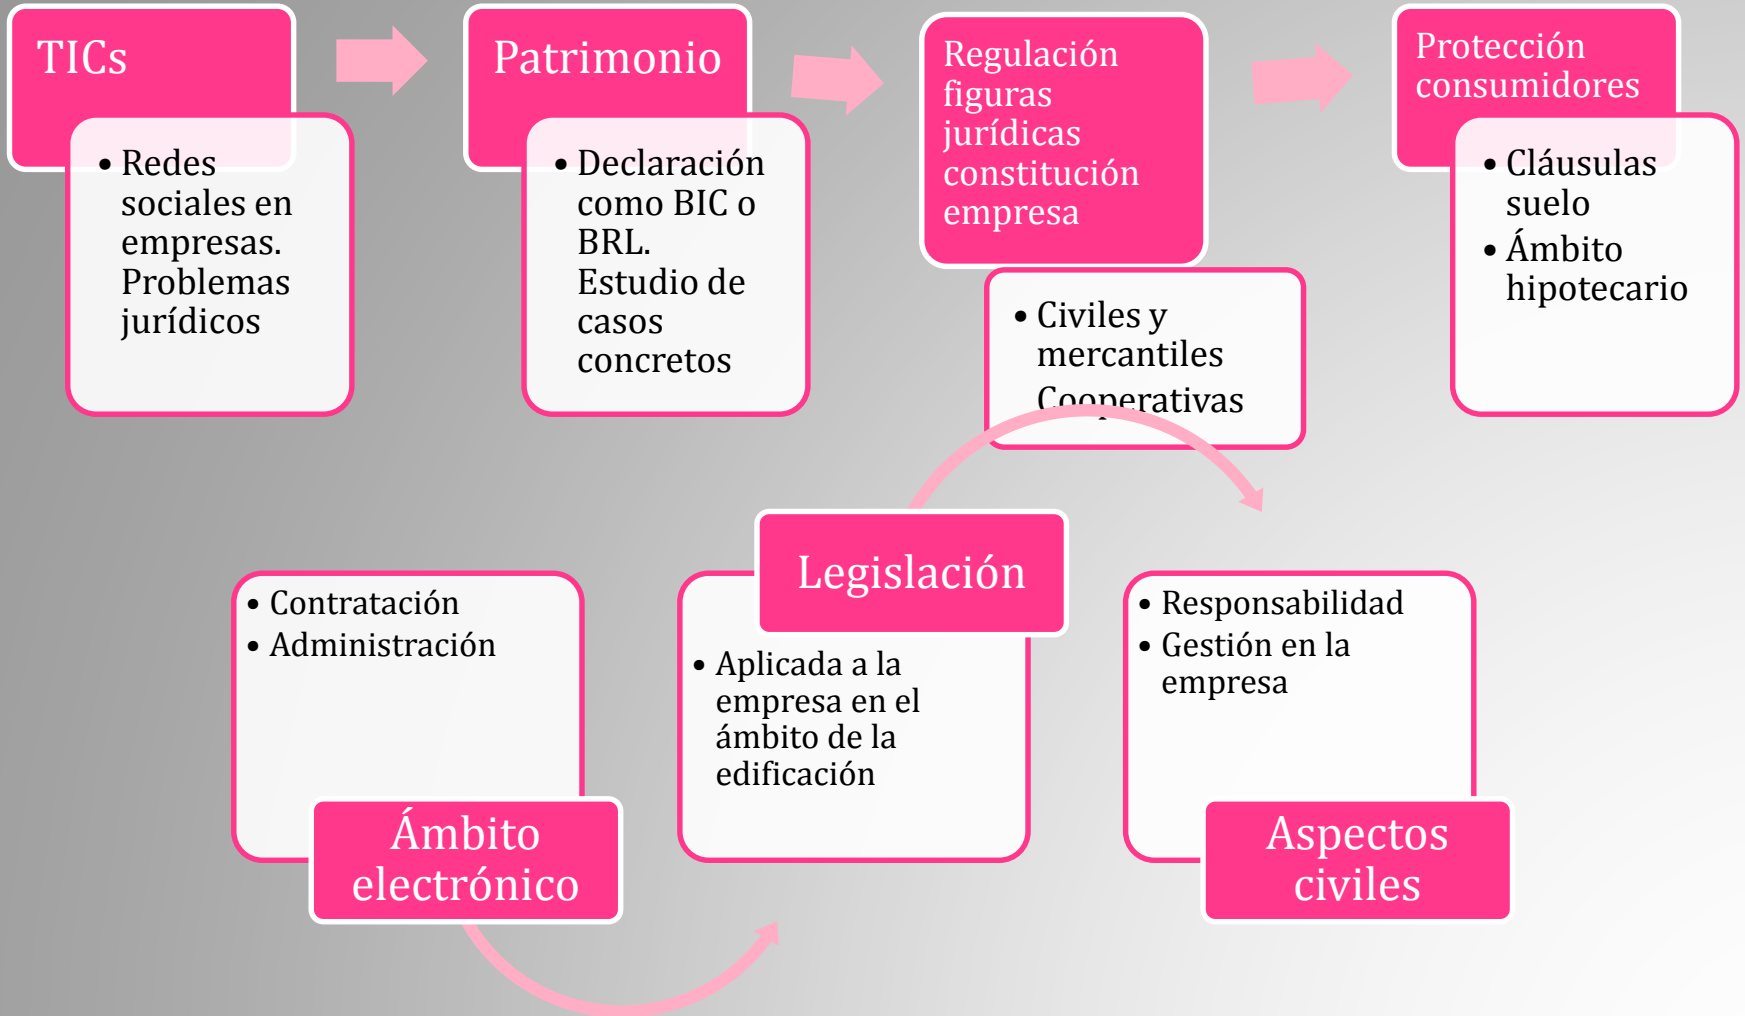 TICs
• Redes
sociales en
empresas.
Problemas
jurídicos
Patrimonio
• Declaración
como BIC o
BRL.
Estudio de
casos
concretos
Regulación
figuras
jurídicas
constitución
empresa
• Civiles y
mercantiles
Cooperativas
Protección
consumidores
• Cláusulas
suelo
• Ámbito
hipotecario
• Contratación
• Administración
Ámbito
electrónico
Legislación
• Aplicada a la
empresa en el
ámbito de la
edificación
• Responsabilidad
• Gestión en la
empresa
Aspectos
civiles